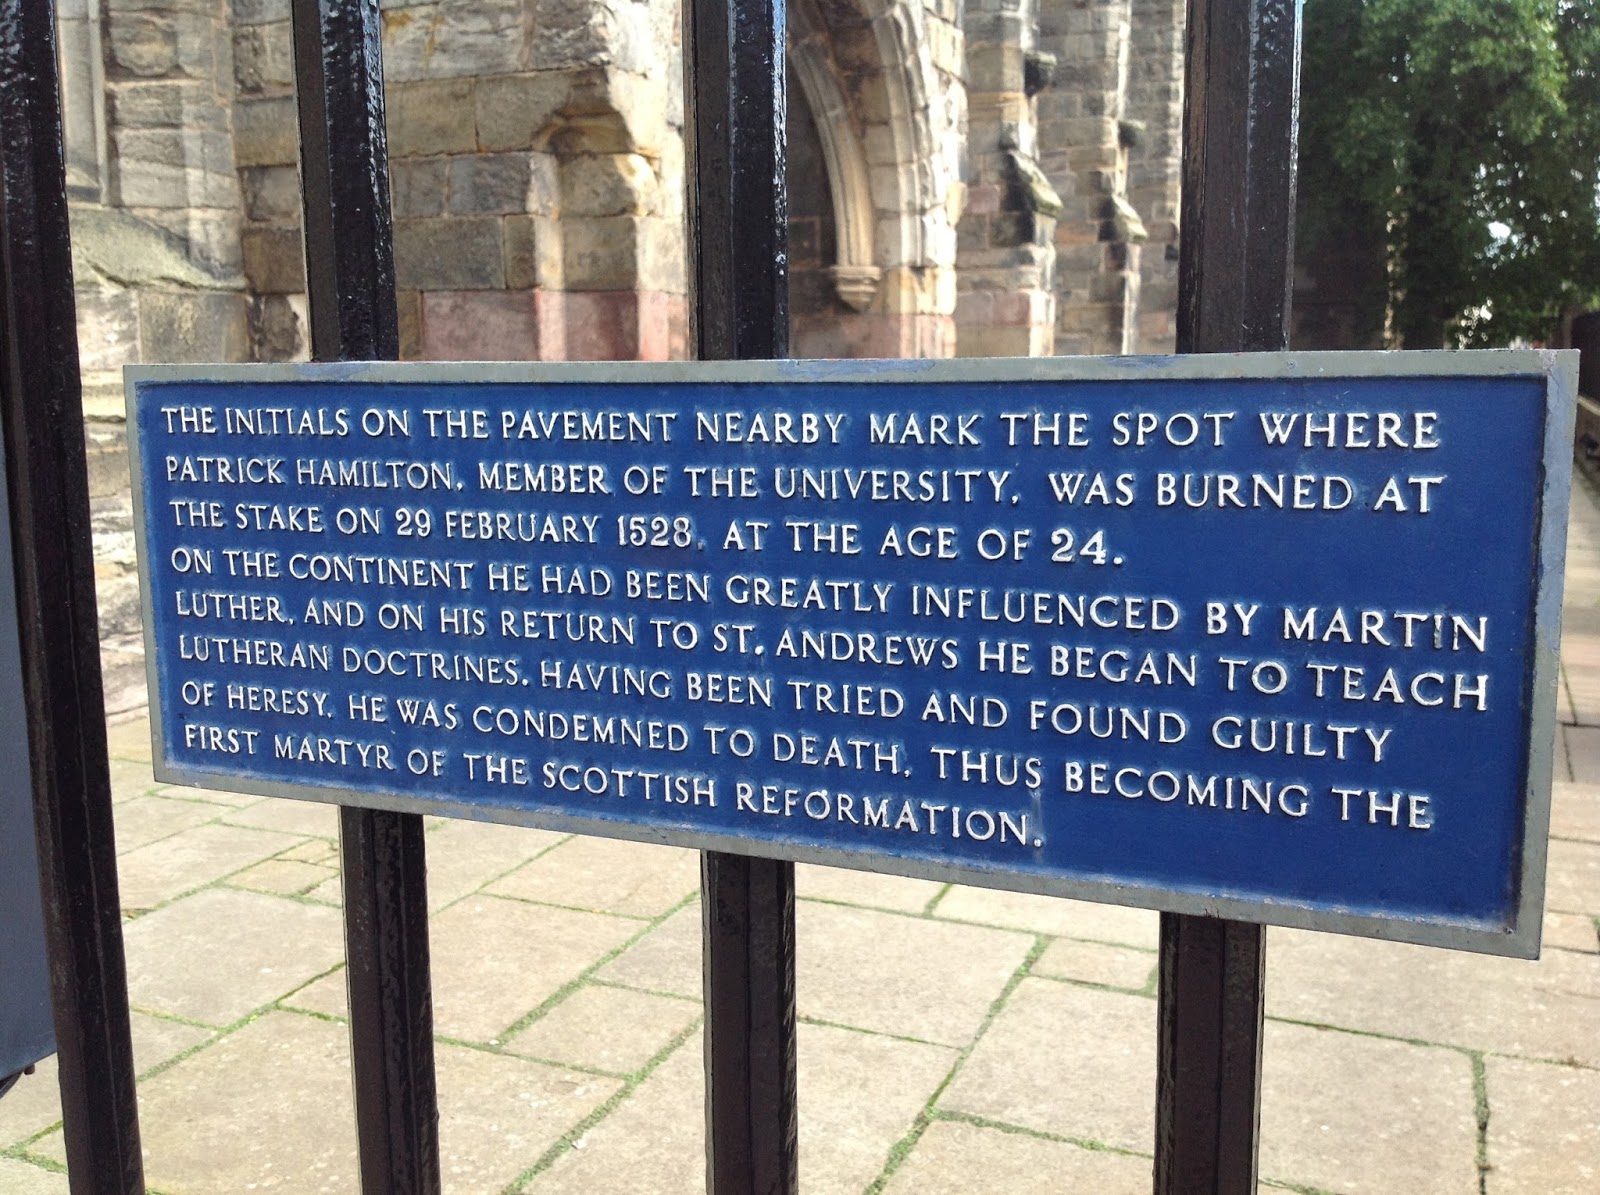 THE INITIALS ON THE PAVEMENT NEARBY MARK THE SPOT WHERE
PATRICK HAMILTON, MEMBER OF THE UNIVERSITY, WAS BURNED AT
THE STAKE ON 29 FEBRUARY 1528, AT THE AGE OF 24.
ON THE CONTINENT HE HAD BEEN GREATLY INFLUENCED BY MARTIN
LUTHER, AND ON HIS RETURN TO ST. ANDREWS HE BEGAN TO TEACH
LUTHERAN DOCTRINES. HAVING BEEN TRIED AND FOUND GUILTY
OF HERESY, HE WAS CONDEMNED TO DEATH, THUS BECOMING THE
FIRST MARTYR OF THE SCOTTISH REFORMATION.